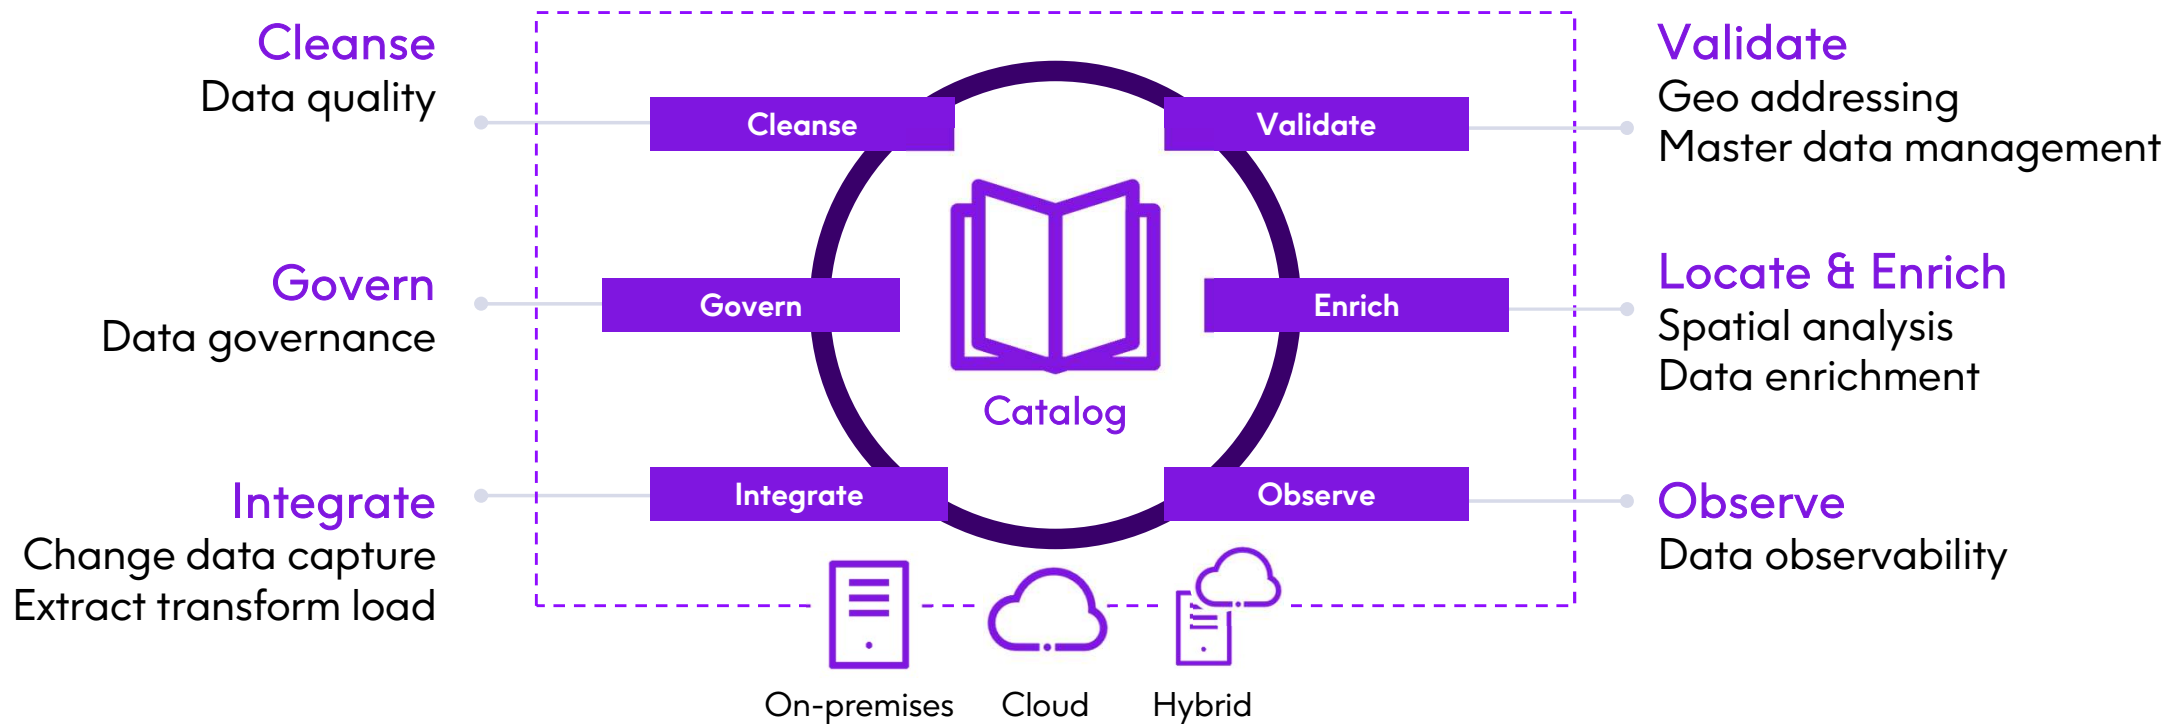 Cleanse
Data quality
Govern
Data governance
Integrate
Change data capture
Extract transform load
Cleanse
Govern
Integrate
Catalog
Validate
Enrich
Observe
On-premises
Cloud
Hybrid
Validate
Geo addressing
Master data management
Locate & Enrich
Spatial analysis
Data enrichment
Observe
Data observability